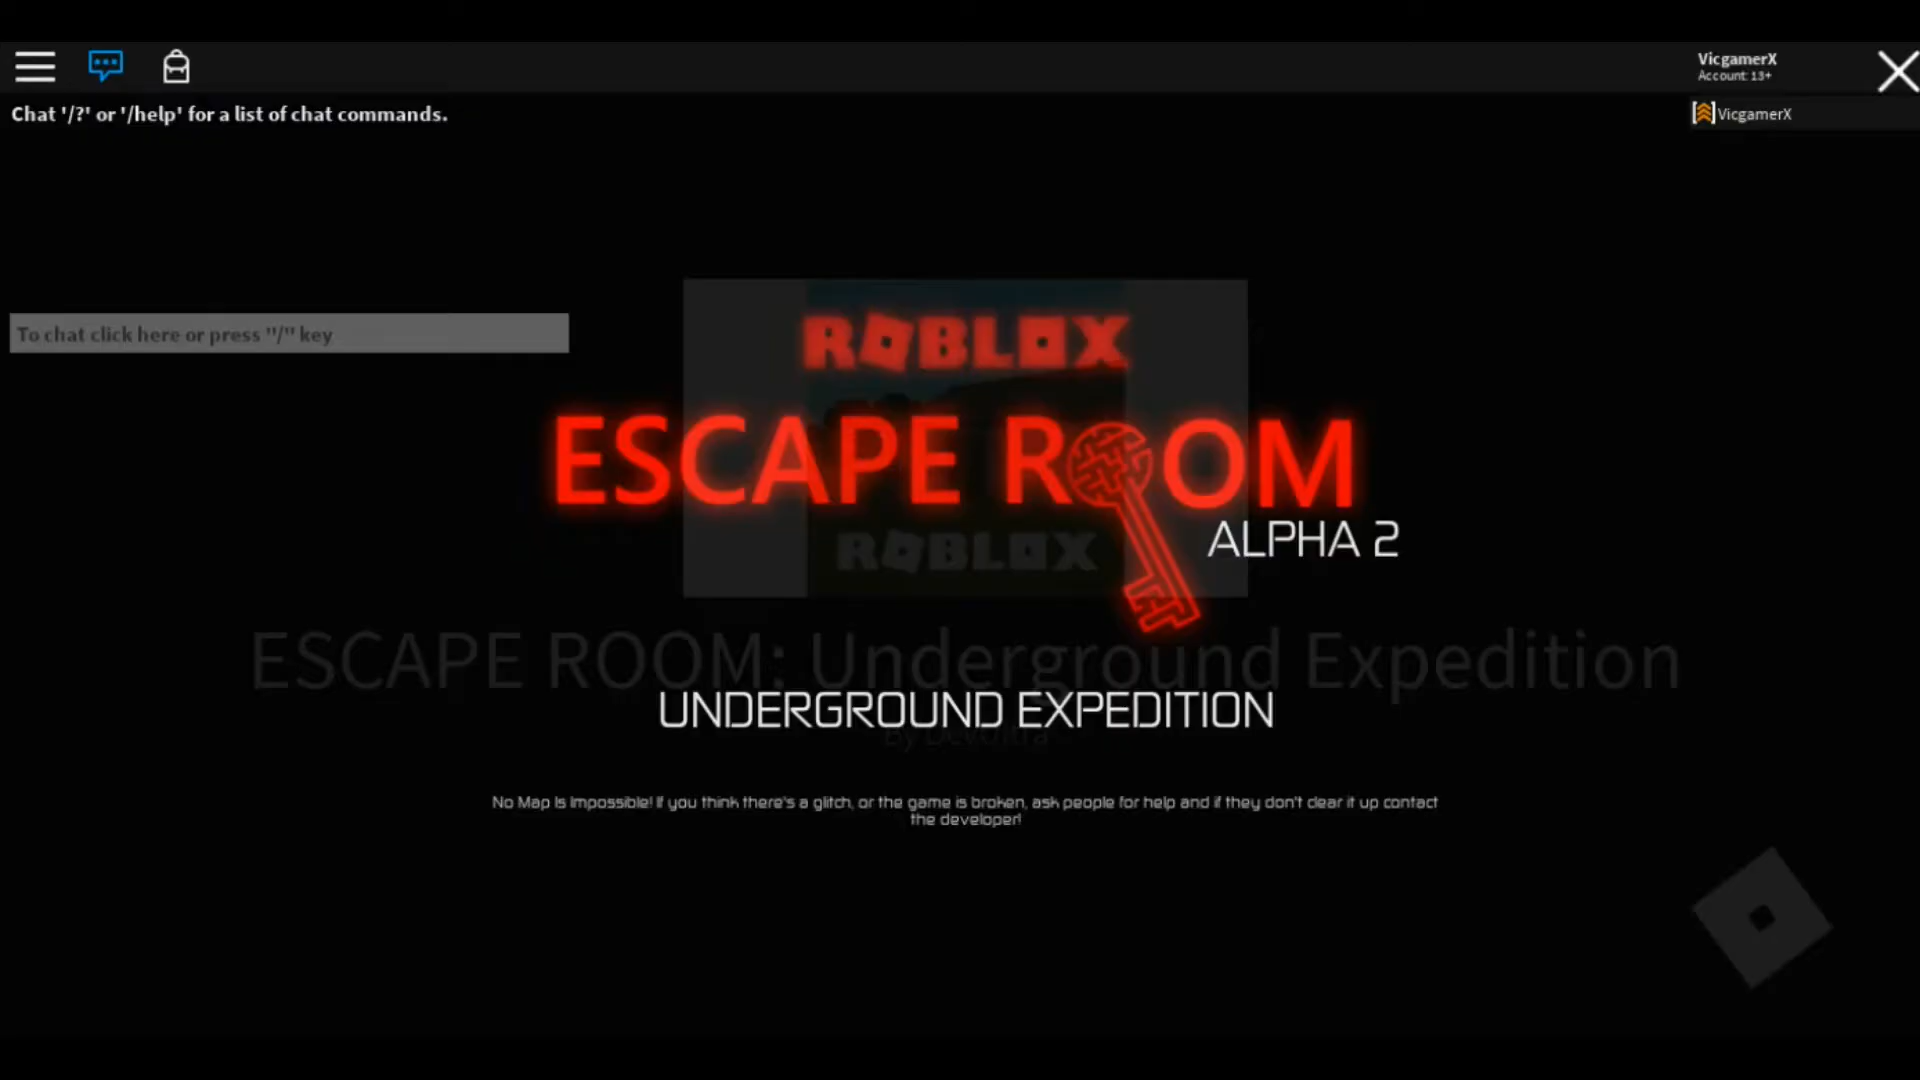 VicgamerX
Account: 13+
Chat '/?' or '/help' for a list of chat commands.
VicgamerX
To chat click here or press "/" key
ROBLOX
ESCAPE ROOM
ALPHA 2
ROBLOX
ESCAPE ROOM: Underground Expedition
UNDERGROUND EXPEDITION
By DevUltra
No Map Is Impossible! If you think there's a glitch, or the game is broken, ask people for help and if they don't clear it up contact
the developer!